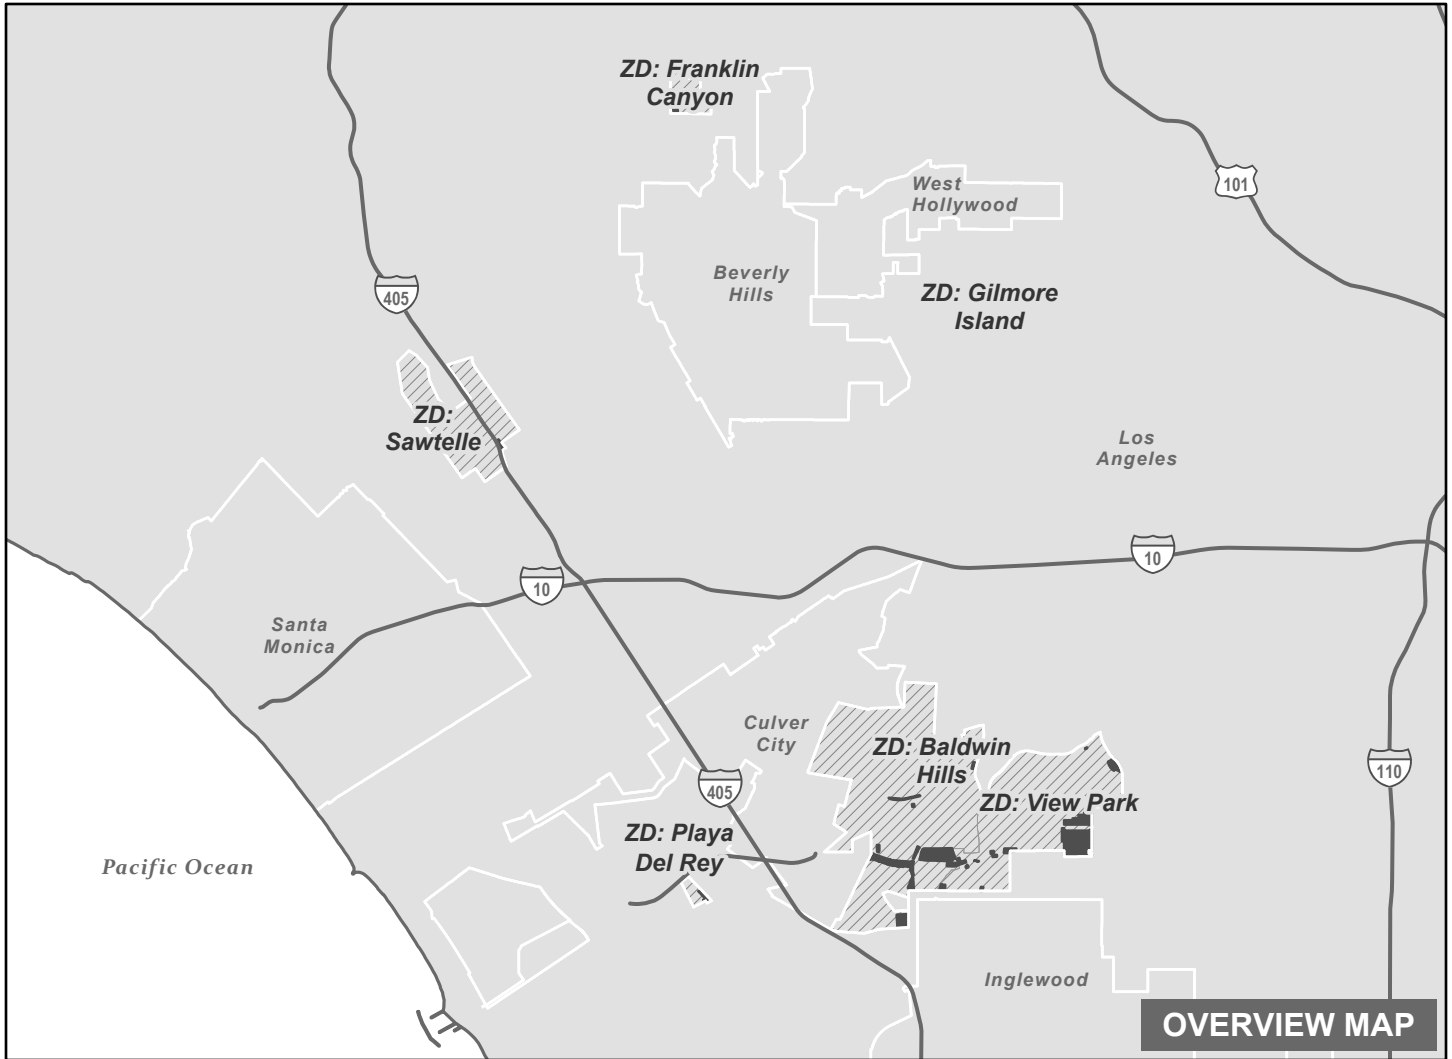 ZD: Franklin
Canyon
101
West
Hollywood
Beverly
Hills
405
ZD: Gilmore
Island
ZD:
Sawtelle
Los
Angeles
10
10
Santa
Monica
Culver
City
ZD: Baldwin
Hills
110
405
ZD: View Park
ZD: Playa
Del Rey
Pacific Ocean
Inglewood
OVERVIEW MAP